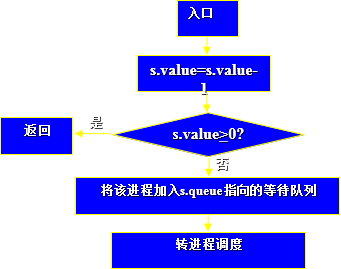 入口
s.value=s.value-
1
s.value≥0?
是
返回
否
将该进程加入s.queue指向的等待队列
转进程调度